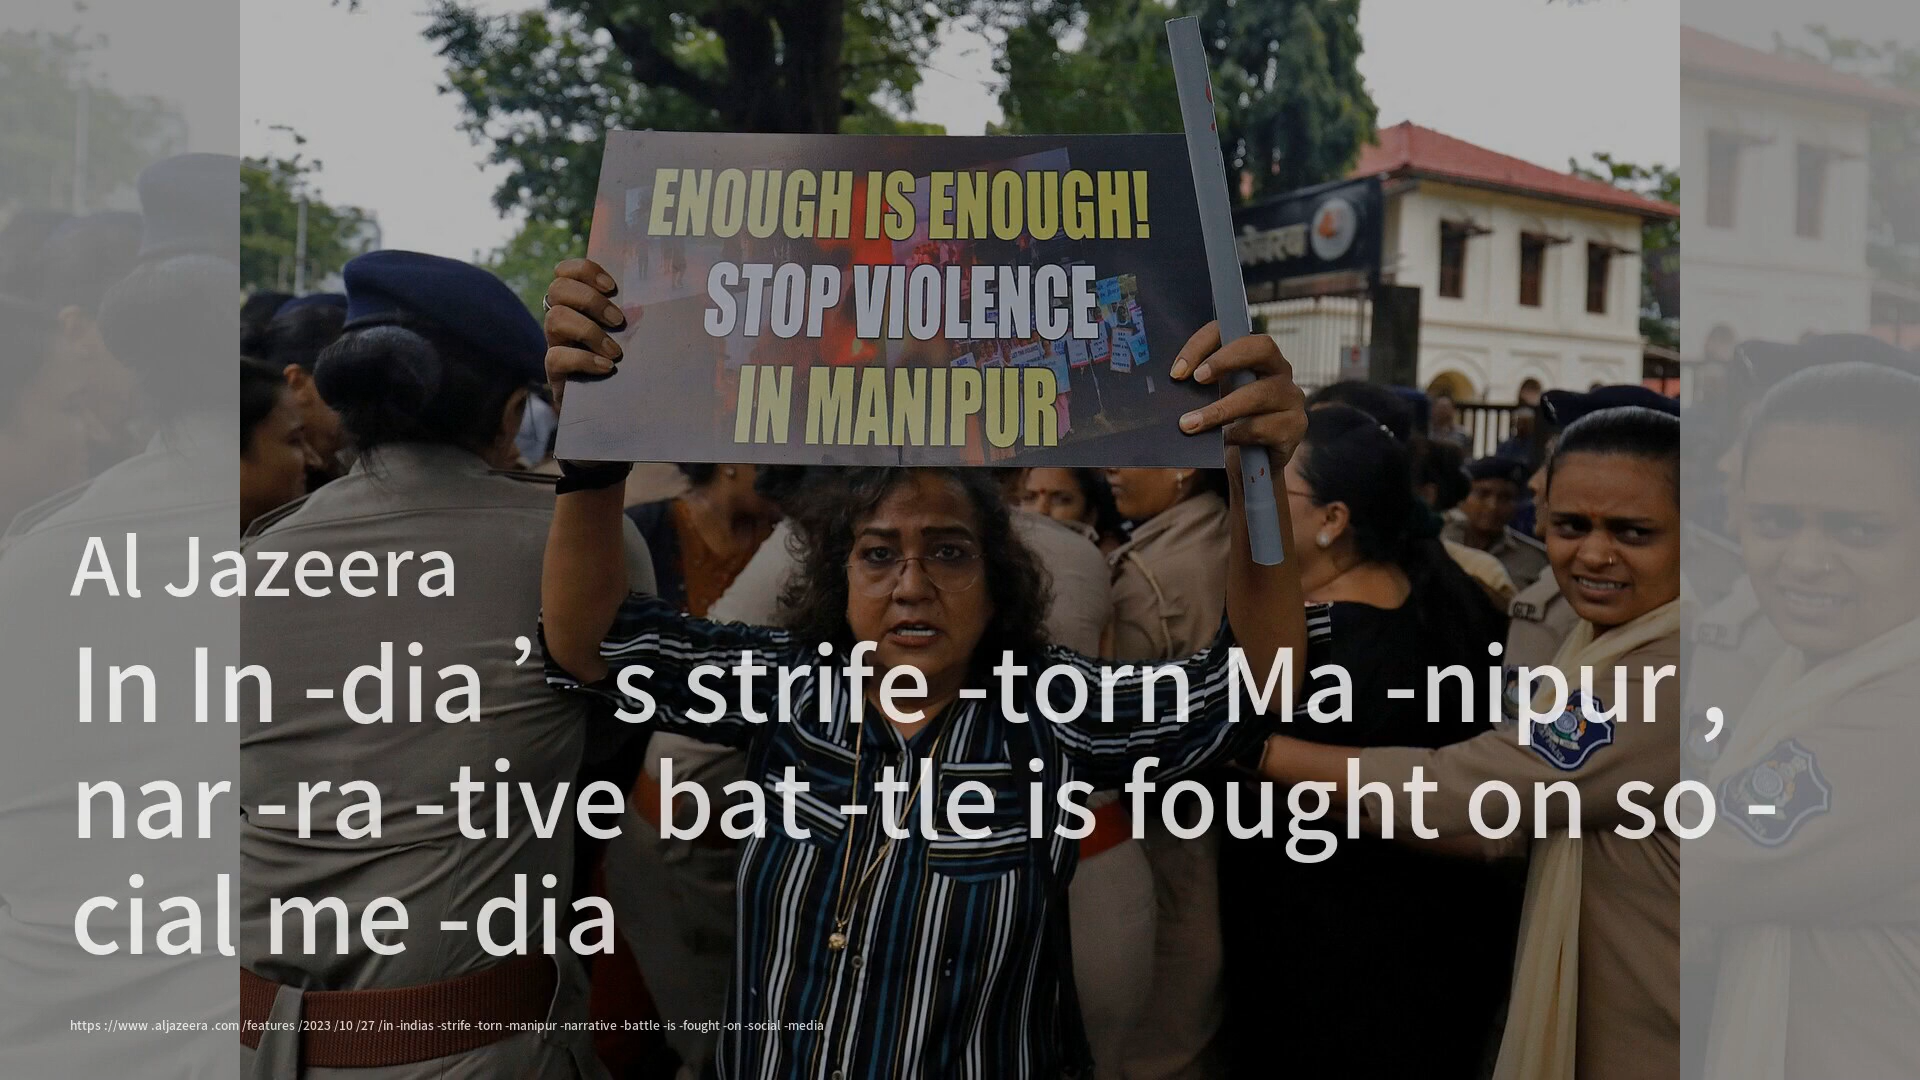 ENOUGH IS ENOUGH!
STOP VIOLENCE
IN MANIPUR
Al Jazeera
In In -dia ’ s strife -torn Ma -nipur ,
nar -ra -tive bat -tle is fought on so -
cial me -dia
https ://www .aljazeera .com /features /2023 /10 /27 /in -indias -strife -torn -manipur -narrative -battle -is -fought -on -social -media